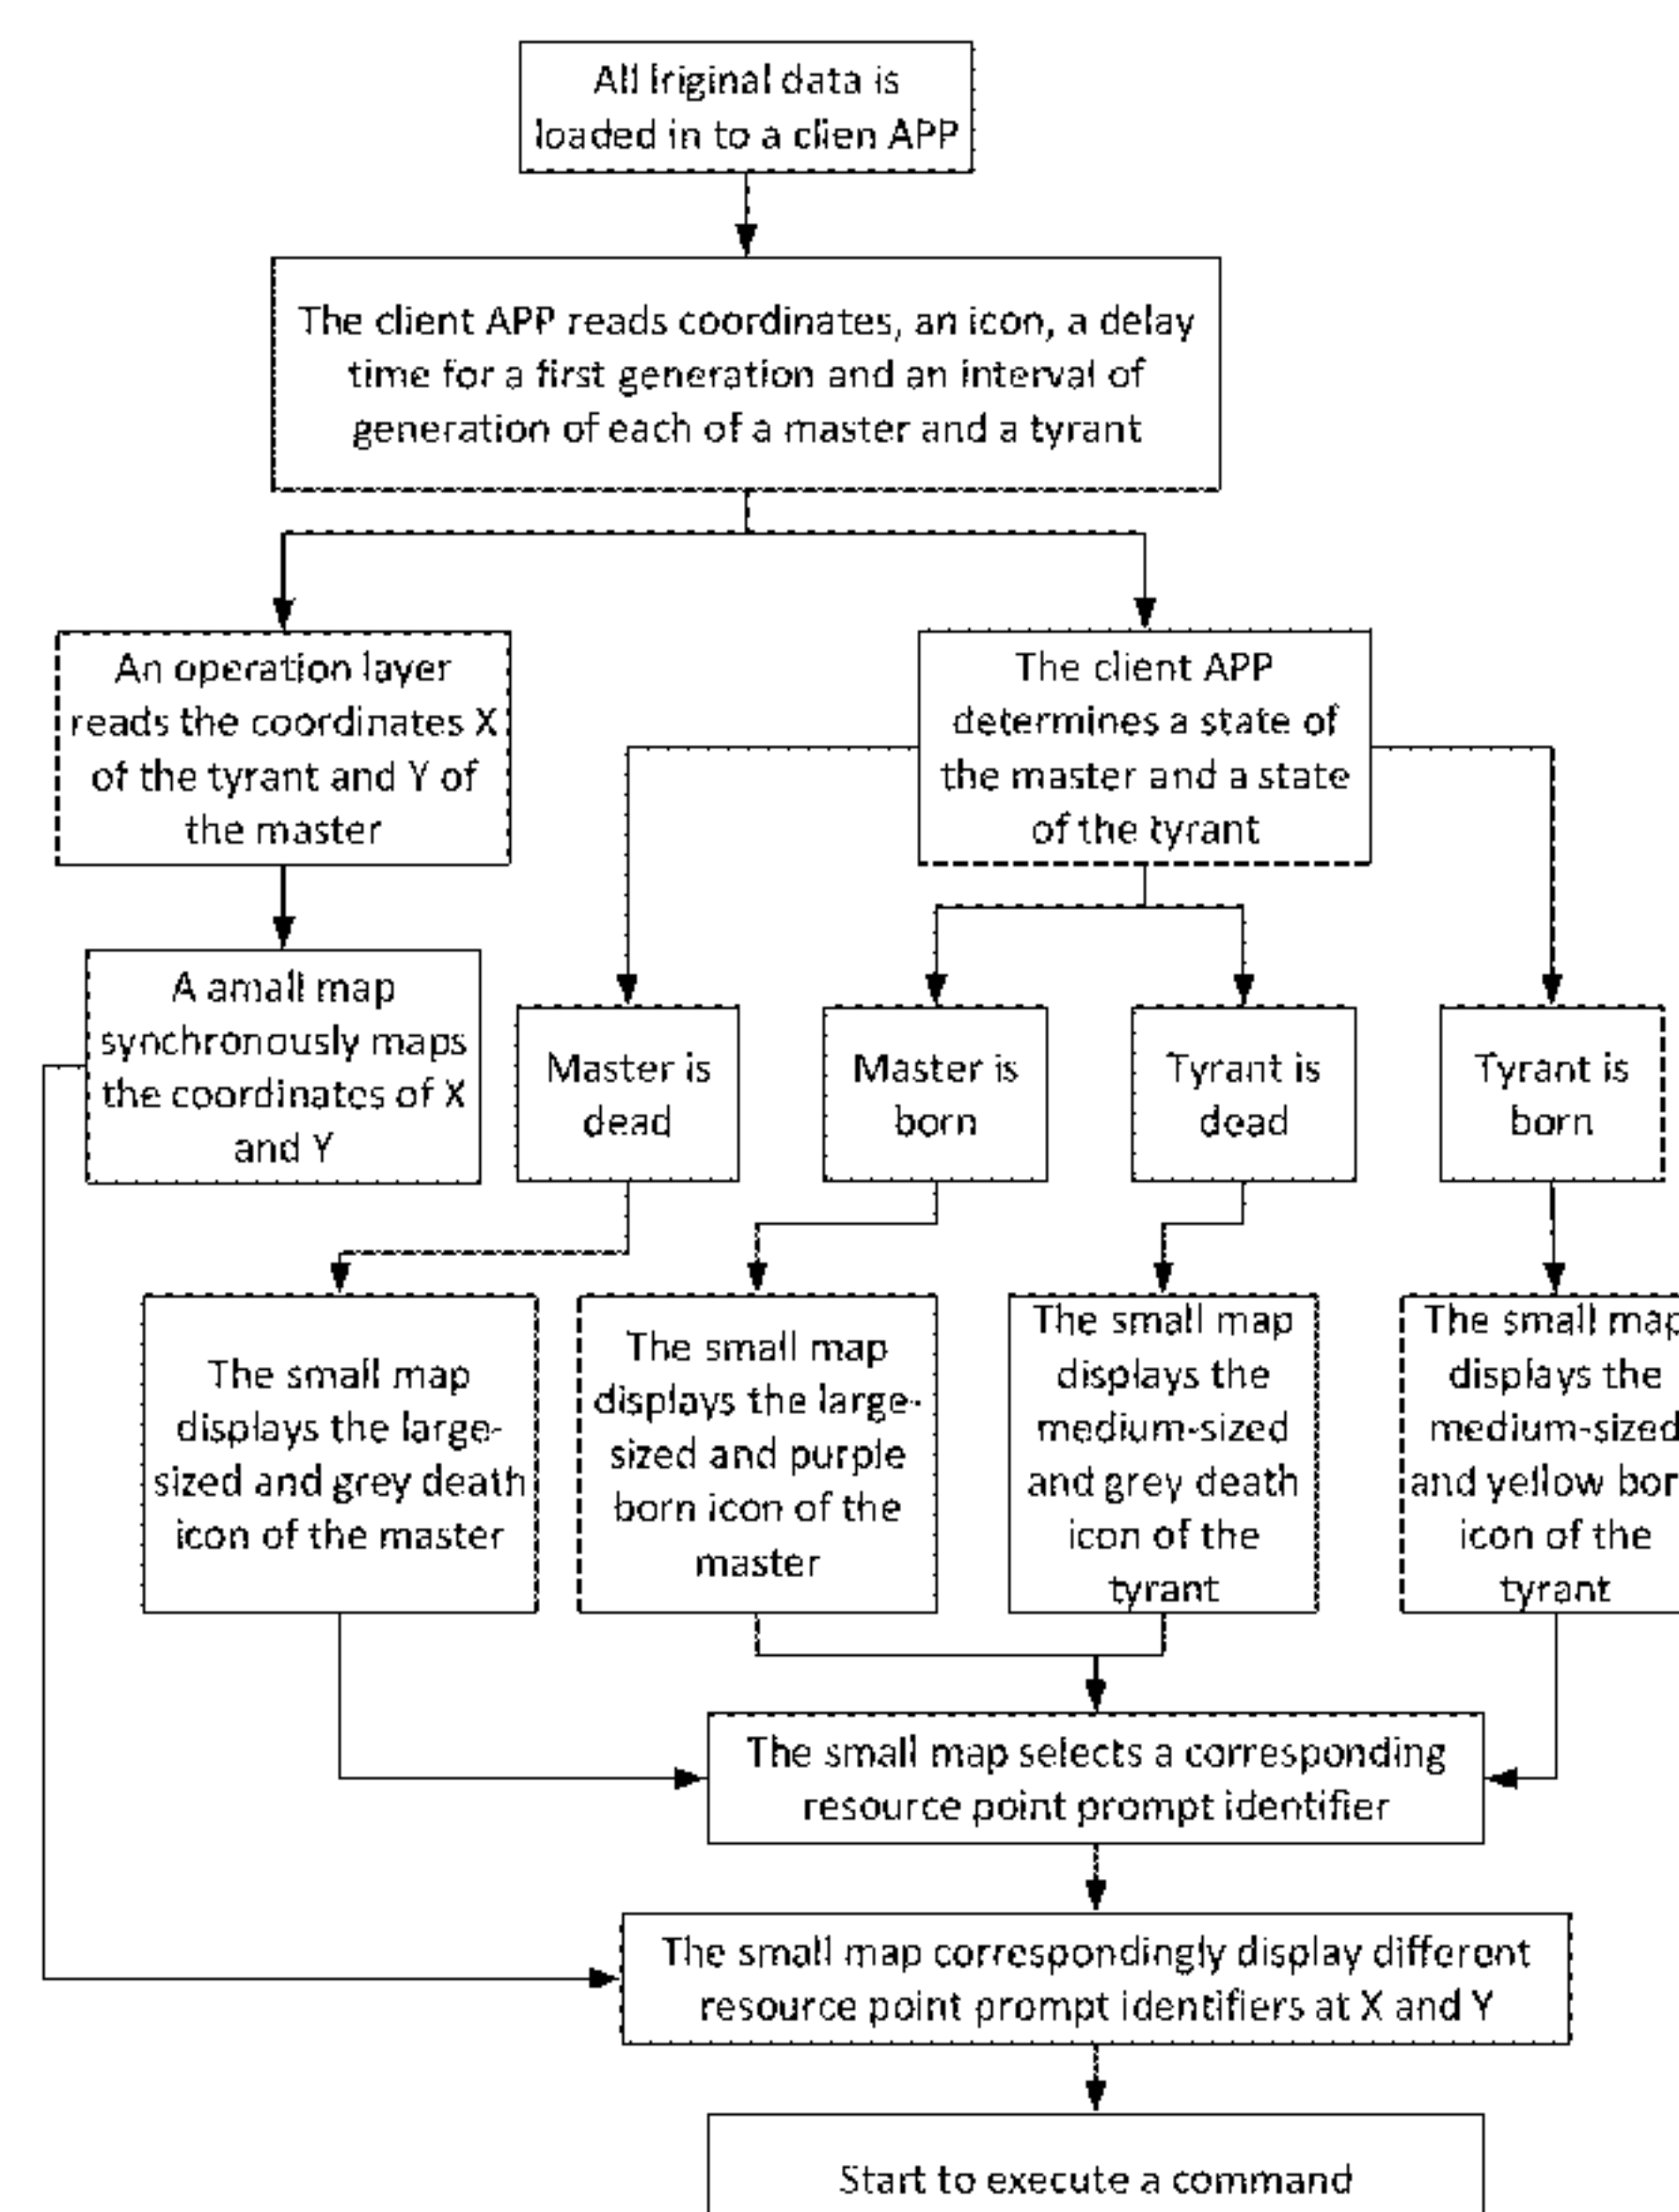 All lriginal data is
loaded in to a clien APP
The client APP reads coordinates, an icon, a delay
time for a first generation and an interval of
generation of each of a master and a tyrant
An operation layer
reads the coordinates X
of the tyrant and Y of
the master
The client APP
determines a state of
the master and a state
of the tyrant
A amall map
synchronously maps
the coordinates of X
and Y
Master is
dead
Master is
born
Tyrant is
dead
Tyrant is
born
The small map
displays the large-
sized and grey death
icon of the master
The small map
displays the large-
sized and purple
born icon of the
master
The small map
displays the
medium-sized
and grey death
icon of the
tyrant
The small map
displays the
medium-sized
and yellow bor
icon of the
tyrant
The small map selects a corresponding
resource point prompt identifier
The small map correspondingly display different
resource point prompt identifiers at X and Y
Start to execute a command